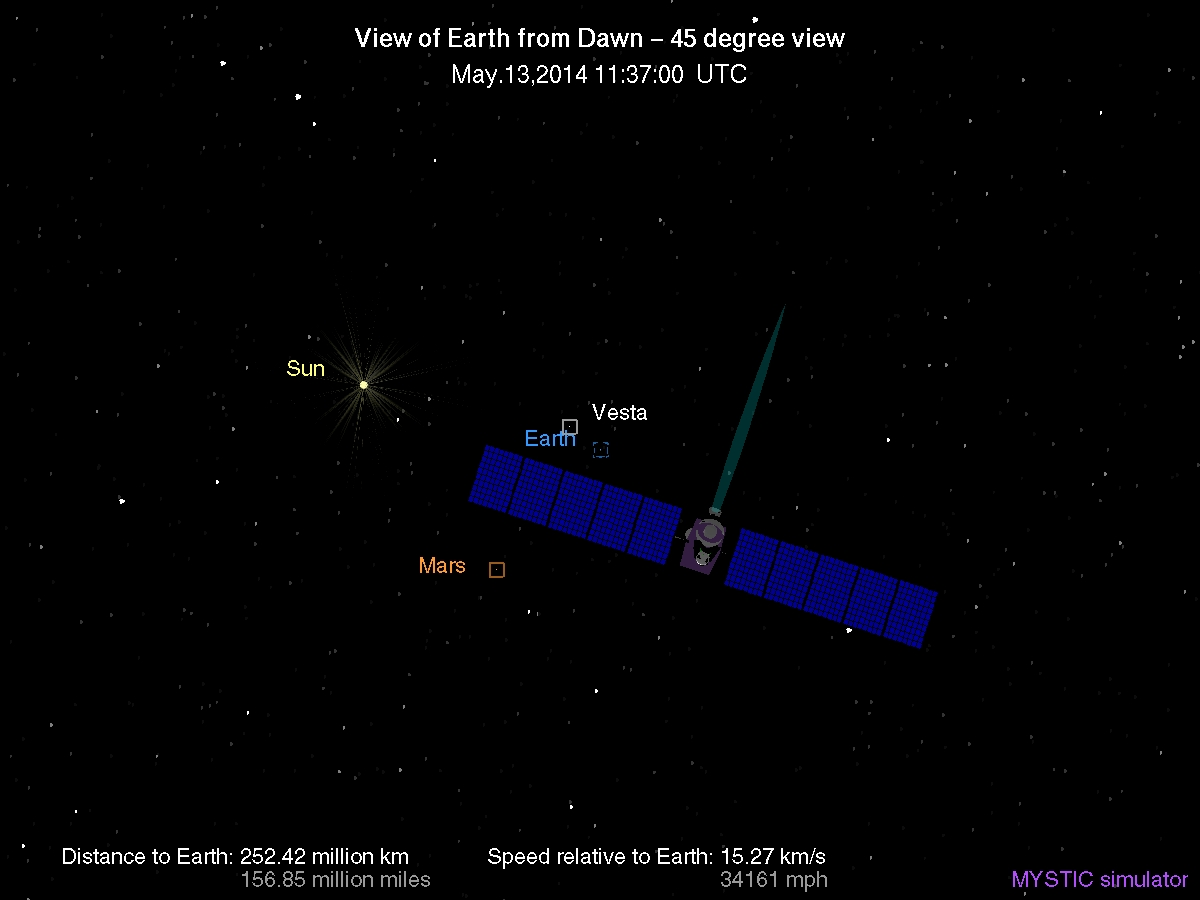 View of Earth from Dawn – 45 degree view
May.13,2014 11:37:00 UTC
Sun
Vesta
Earth
Mars
Distance to Earth: 252.42 million km
156.85 million miles
Speed relative to Earth: 15.27 km/s
34161 mph
MYSTIC simulator